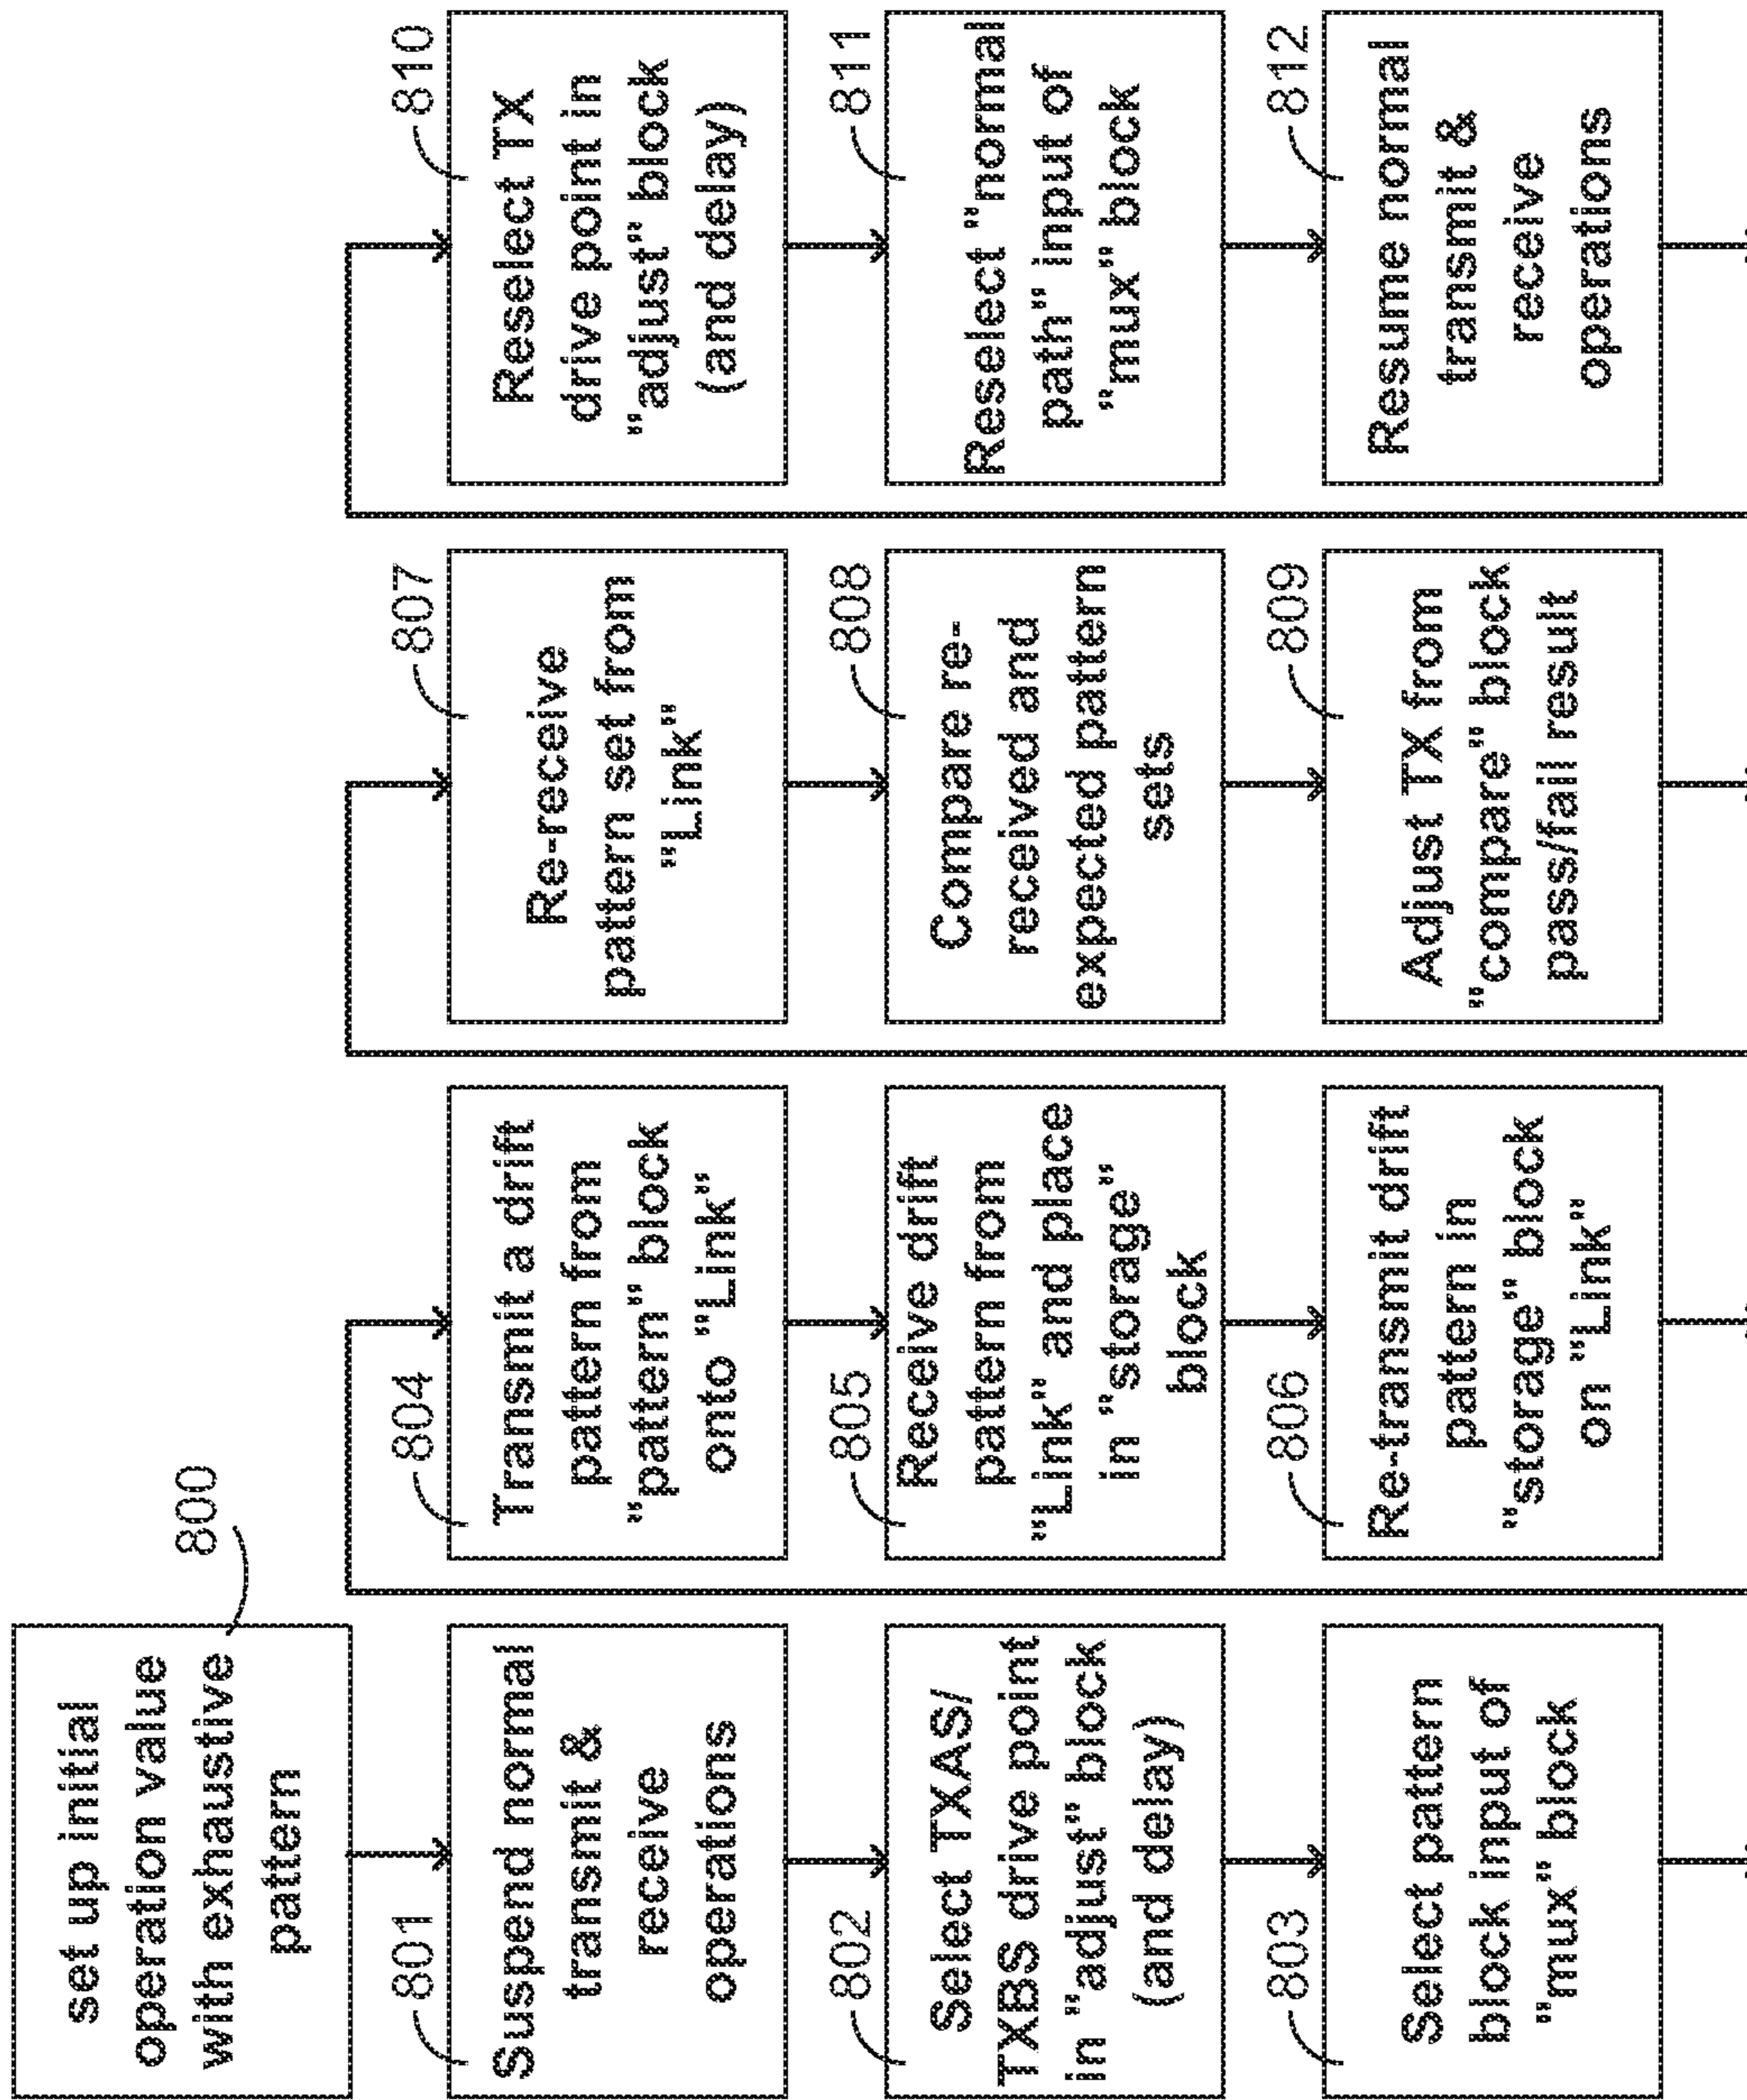 800
set up initial
operation value
with exhaustive
pattern
801
Suspend normal
transmit &
receive
operations
802
Select TXAS/
TXBS drive point
in "adjust" block
(and delay)
803
Select pattern
block input of
"mux" block
804
Transmit a drift
pattern from
"pattern" block
onto "Link"
805
Receive drift
pattern from
"Link" and place
in "storage"
block
806
Re-transmit drift
pattern in
"storage" block
on "Link"
807
Re-receive
pattern set from
"Link"
808
Compare re-
received and
expected pattern
sets
809
Adjust TX from
"compare" block
pass/fail result
810
Reselect TX
drive point in
"adjust" block
(and delay)
811
Reselect "normal
path" input of
"mux" block
812
Resume normal
transmit &
receive
operations